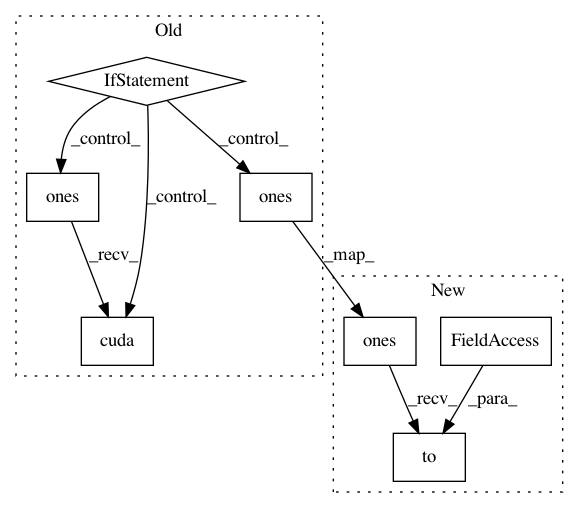 Old
IfStatement
_control_
_control_
_control_
ones
ones
_recv_
_map_
New
cuda
ones
FieldAccess
_recv_
_para_
to